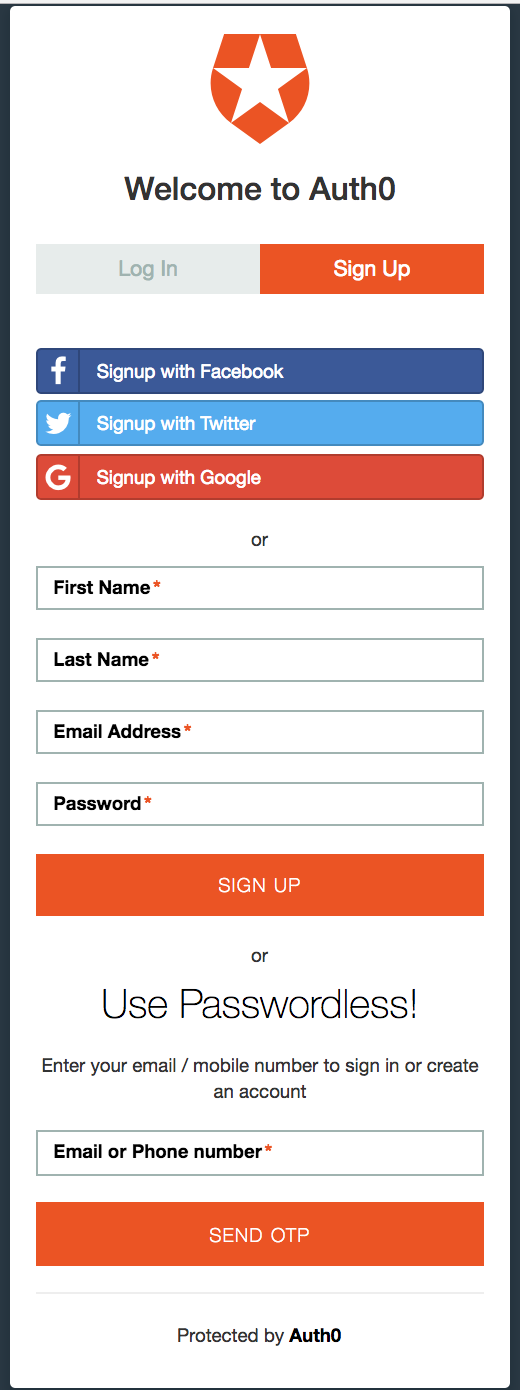 Welcome to Auth0
Log In
Sign Up
Signup with Facebook
Signup with Twitter
Signup with Google
or
First Name*
Last Name*
Email Address*
Password*
SIGN UP
or
Use Passwordless!
Enter your email / mobile number to sign in or create
an account
Email or Phone number*
SEND OTP
Protected by Auth0